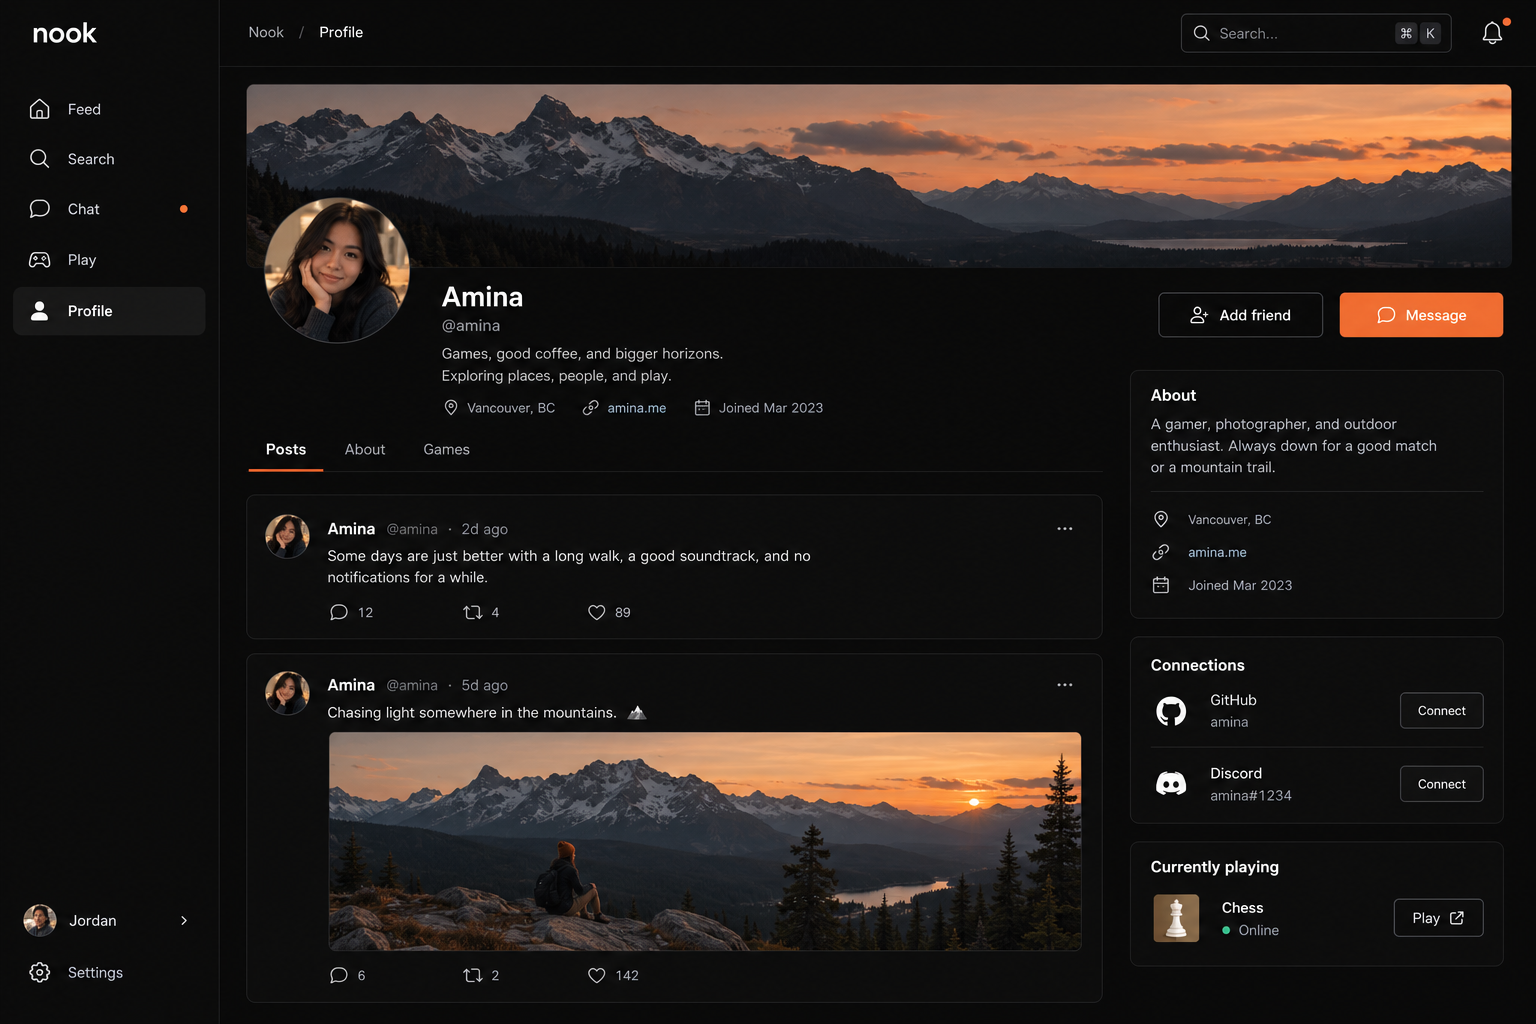 nook
Feed
Search
Chat
Play
Profile
Jordan
Settings
Nook / Profile
Search...
⌘ K
Amina
@amina
Games, good coffee, and bigger horizons.
Exploring places, people, and play.
Vancouver, BC
amina.me
Joined Mar 2023
Add friend
Message
Posts
About
Games
Amina @amina · 2d ago
Some days are just better with a long walk, a good soundtrack, and no
notifications for a while.
12
4
89
Amina @amina · 5d ago
Chasing light somewhere in the mountains.
6
2
142
About
A gamer, photographer, and outdoor
enthusiast. Always down for a good match
or a mountain trail.
Vancouver, BC
amina.me
Joined Mar 2023
Connections
GitHub
amina
Connect
Discord
amina#1234
Connect
Currently playing
Chess
Online
Play